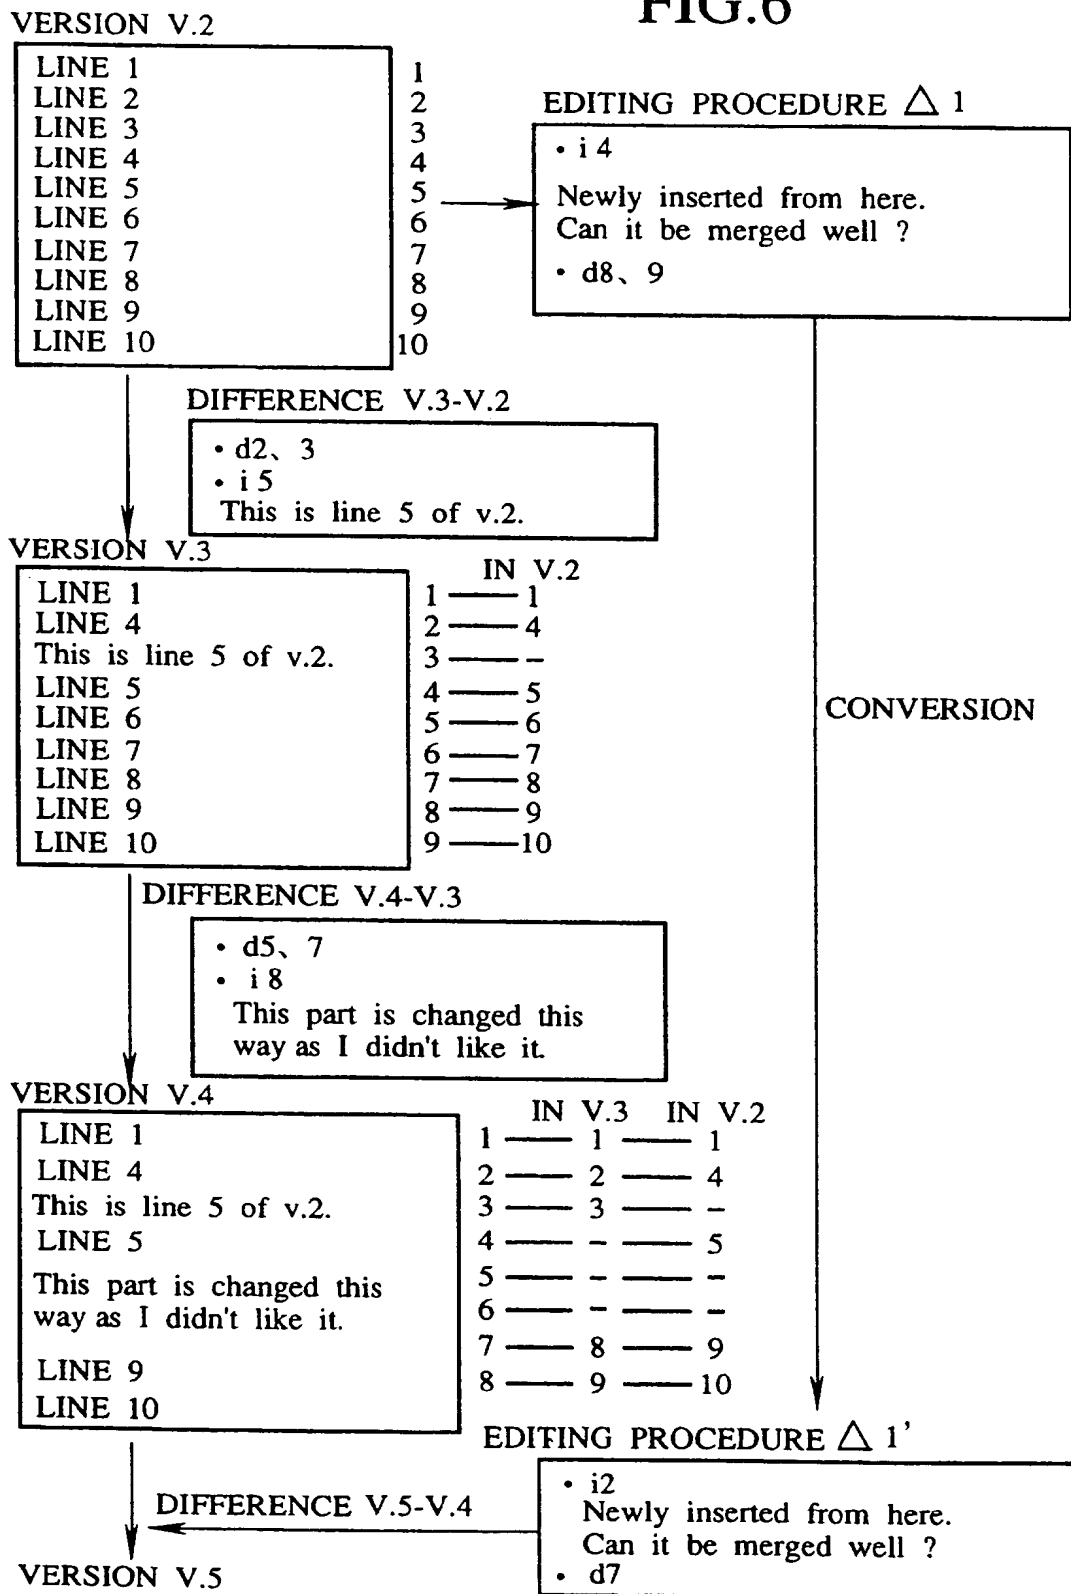 FIG.6
VERSION V.2
LINE 1 1
LINE 2 2
LINE 3 3
LINE 4 4
LINE 5 5
LINE 6 6
LINE 7 7
LINE 8 8
LINE 9 9
LINE 10 10
EDITING PROCEDURE △ 1
• i 4
Newly inserted from here.
Can it be merged well ?
• d8、 9
DIFFERENCE V.3-V.2
• d2、 3
• i 5
This is line 5 of v.2.
VERSION V.3
IN V.2
LINE 1 1 — 1
LINE 4 2 — 4
This is line 5 of v.2. 3 — –
LINE 5 4 — 5
LINE 6 5 — 6
LINE 7 6 — 7
LINE 8 7 — 8
LINE 9 8 — 9
LINE 10 9 — 10
CONVERSION
DIFFERENCE V.4-V.3
• d5、 7
• i 8
This part is changed this
way as I didn't like it.
VERSION V.4
IN V.3 IN V.2
LINE 1 1 — 1 — 1
LINE 4 2 — 2 — 4
This is line 5 of v.2. 3 — 3 — –
LINE 5 4 — – — 5
This part is changed this 5 — – — –
way as I didn't like it. 6 — – — –
LINE 9 7 — 8 — 9
LINE 10 8 — 9 — 10
EDITING PROCEDURE △ 1'
• i2
Newly inserted from here.
Can it be merged well ?
• d7
DIFFERENCE V.5-V.4
VERSION V.5